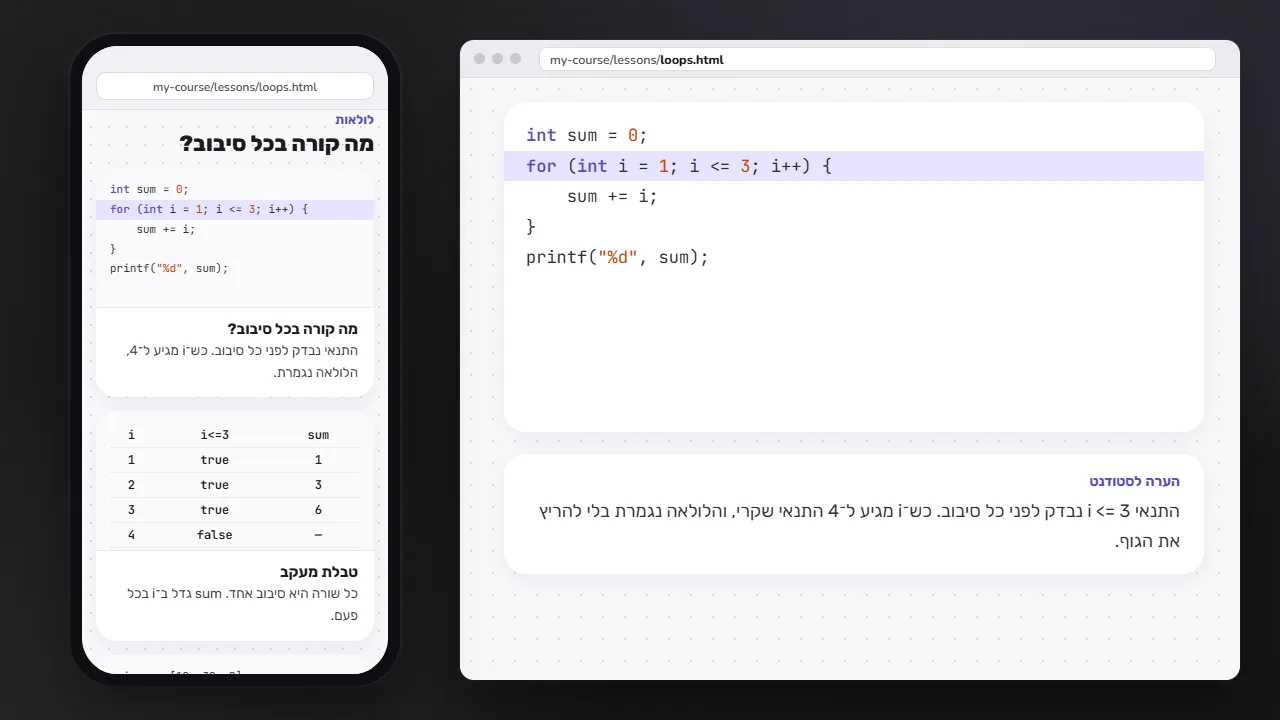 my-course/lessons/loops.html
לולאות
מה קורה בכל סיבוב?
int sum = 0;
for (int i = 1; i <= 3; i++) {
sum += i;
}
printf("%d", sum);
מה קורה בכל סיבוב?
התנאי נבדק לפני כל סיבוב. כש־i מגיע ל־4,
הלולאה נגמרת.
i i<=3 sum
1 true 1
2 true 3
3 true 6
4 false —
טבלת מעקב
כל שורה היא סיבוב אחד. sum גדל ב־i בכל
פעם.
my-course/lessons/loops.html
int sum = 0;
for (int i = 1; i <= 3; i++) {
sum += i;
}
printf("%d", sum);
הערה לסטודנט
התנאי i <= 3 נבדק לפני כל סיבוב. כש־i מגיע ל־4 התנאי שקרי, והלולאה נגמרת בלי להריץ
את הגוף.